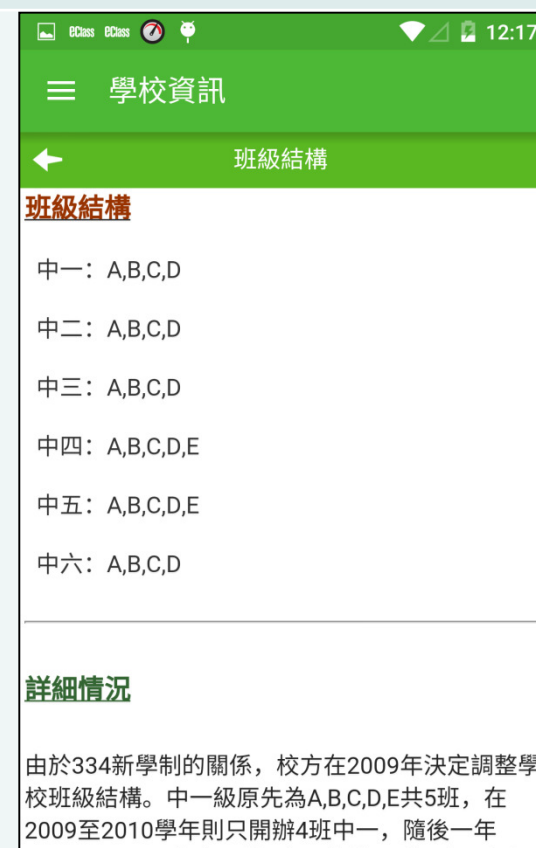 eClass eClass 12:17
學校資訊
班級結構
班級結構
中一：A,B,C,D
中二：A,B,C,D
中三：A,B,C,D
中四：A,B,C,D,E
中五：A,B,C,D,E
中六：A,B,C,D
詳細情況
由於334新學制的關係，校方在2009年決定調整學
校班級結構。中一級原先為A,B,C,D,E共5班，在
2009至2010學年則只開辦4班中一，隨後一年